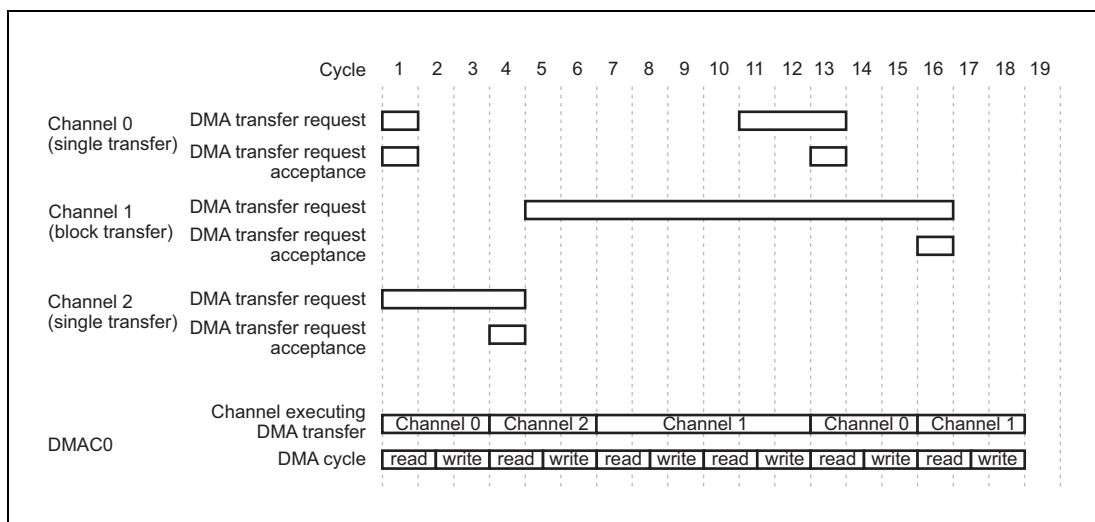 Cycle 1 2 3 4 5 6 7 8 9 10 11 12 13 14 15 16 17 18 19
Channel 0
(single transfer)
DMA transfer request
DMA transfer request
acceptance
Channel 1
(block transfer)
DMA transfer request
DMA transfer request
acceptance
Channel 2
(single transfer)
DMA transfer request
DMA transfer request
acceptance
DMAC0
Channel executing
DMA transfer
Channel 0 Channel 2 Channel 1 Channel 0 Channel 1
DMA cycle
read write read write read write read write read write read write